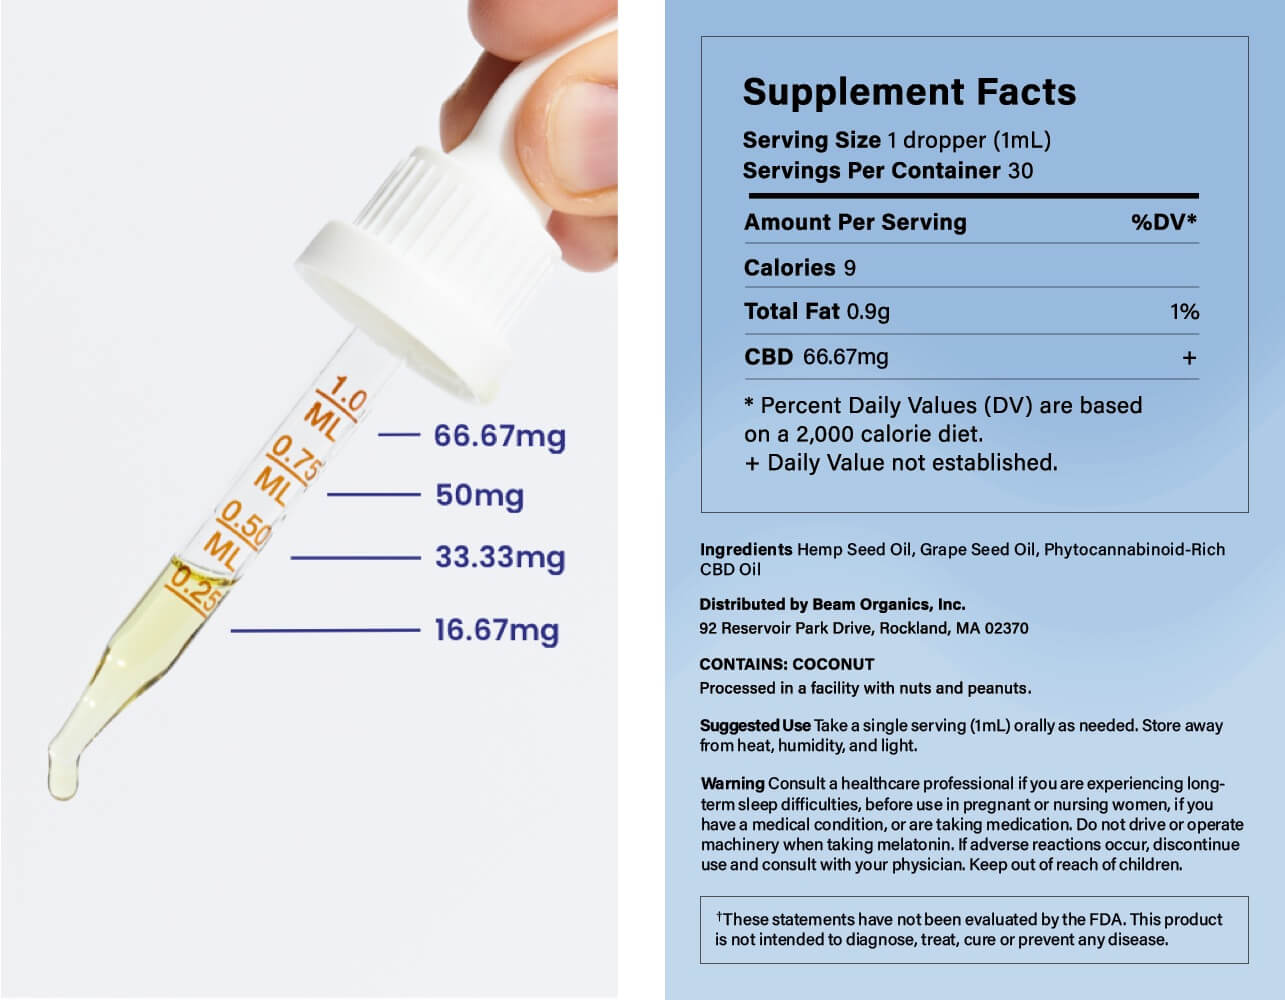 1.0
ML
0.75
ML
0.50
ML
0.25
66.67mg
50mg
33.33mg
16.67mg
Supplement Facts
Serving Size 1 dropper (1mL)
Servings Per Container 30
Amount Per Serving %DV*
Calories 9
Total Fat 0.9g 1%
CBD 66.67mg +
* Percent Daily Values (DV) are based
on a 2,000 calorie diet.
+ Daily Value not established.
Ingredients Hemp Seed Oil, Grape Seed Oil, Phytocannabinoid-Rich
CBD Oil
Distributed by Beam Organics, Inc.
92 Reservoir Park Drive, Rockland, MA 02370
CONTAINS: COCONUT
Processed in a facility with nuts and peanuts.
Suggested Use Take a single serving (1mL) orally as needed. Store away
from heat, humidity, and light.
Warning Consult a healthcare professional if you are experiencing long-
term sleep difficulties, before use in pregnant or nursing women, if you
have a medical condition, or are taking medication. Do not drive or operate
machinery when taking melatonin. If adverse reactions occur, discontinue
use and consult with your physician. Keep out of reach of children.
†These statements have not been evaluated by the FDA. This product
is not intended to diagnose, treat, cure or prevent any disease.